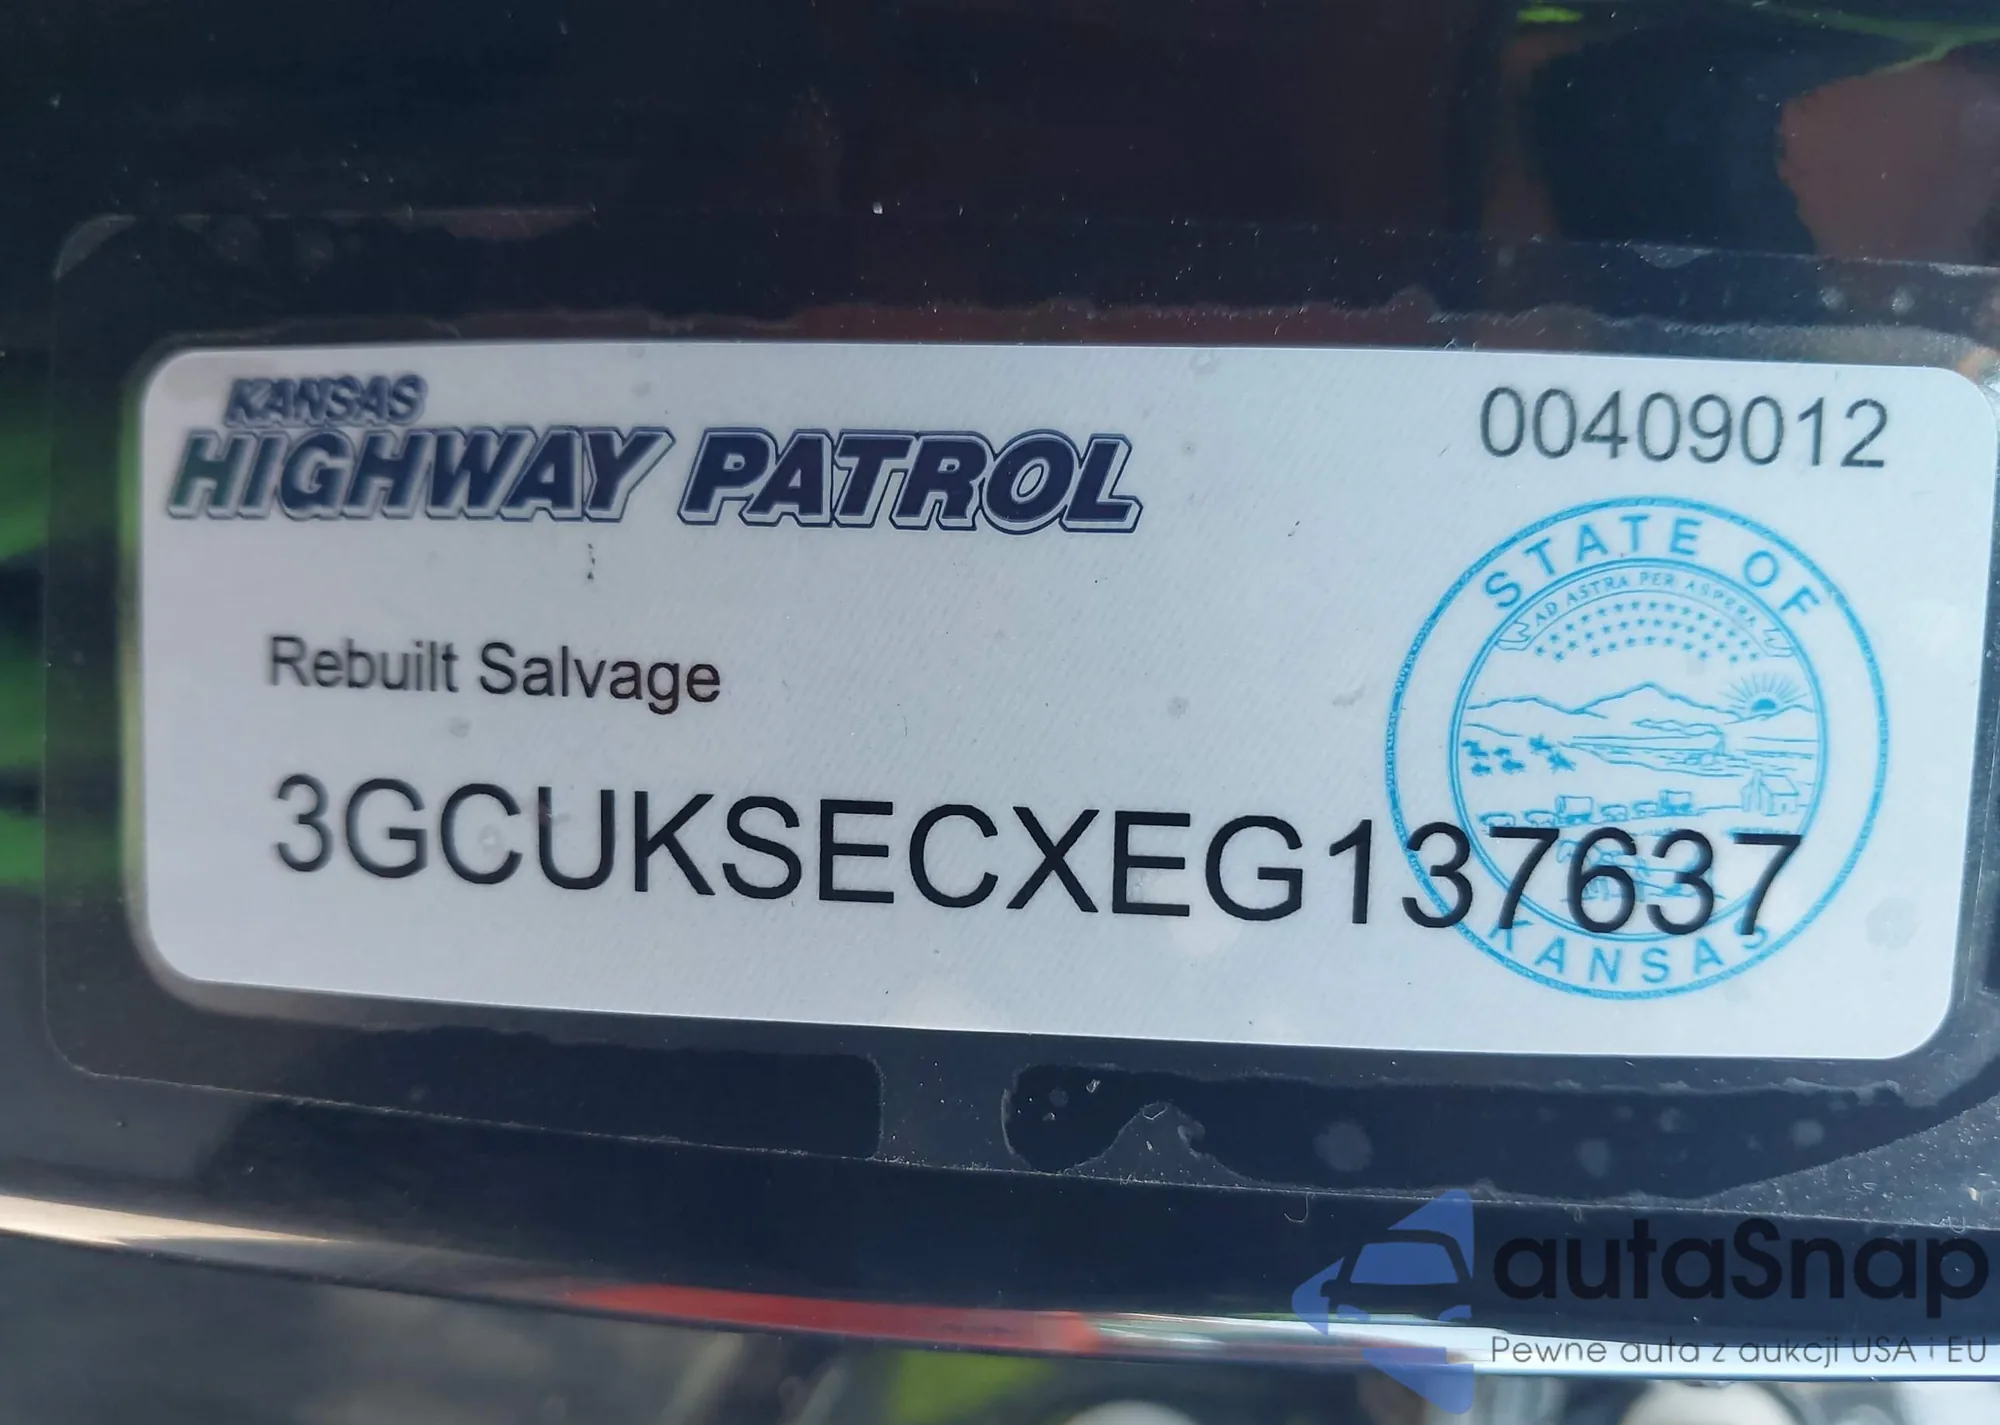 KANSAS
HIGHWAY PATROL
00409012
STATE OF
AD ASTRA PER ASPERA
Rebuilt Salvage
3GCUKSECXEG137637
KANSAS
autaSnap
Pewne auta z aukcji USA i EU